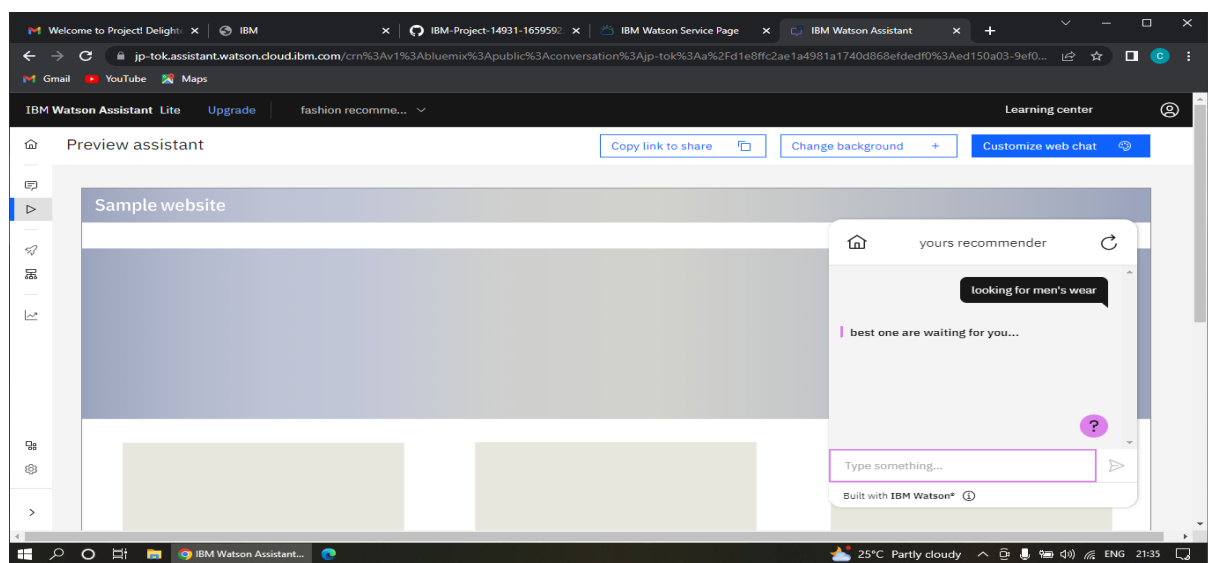 Welcome to Project! Delight
IBM
IBM-Project-14931-1659592
IBM Watson Service Page
IBM Watson Assistant
jp-tok.assistant.watson.cloud.ibm.com/crn%3Av1%3Abluemix%3Apublic%3Aconversation%3Ajp-tok%3Aa%2Fd1e8ffc2ae1a4981a1740d868efdedf0%3Aed150a03-9ef0...
Gmail YouTube Maps
IBM Watson Assistant Lite Upgrade fashion recomme... Learning center
Preview assistant Copy link to share Change background + Customize web chat
Sample website
yours recommender
looking for men's wear
best one are waiting for you...
?
Type something...
Built with IBM Watson®
IBM Watson Assistant... 25°C Partly cloudy ENG 21:35